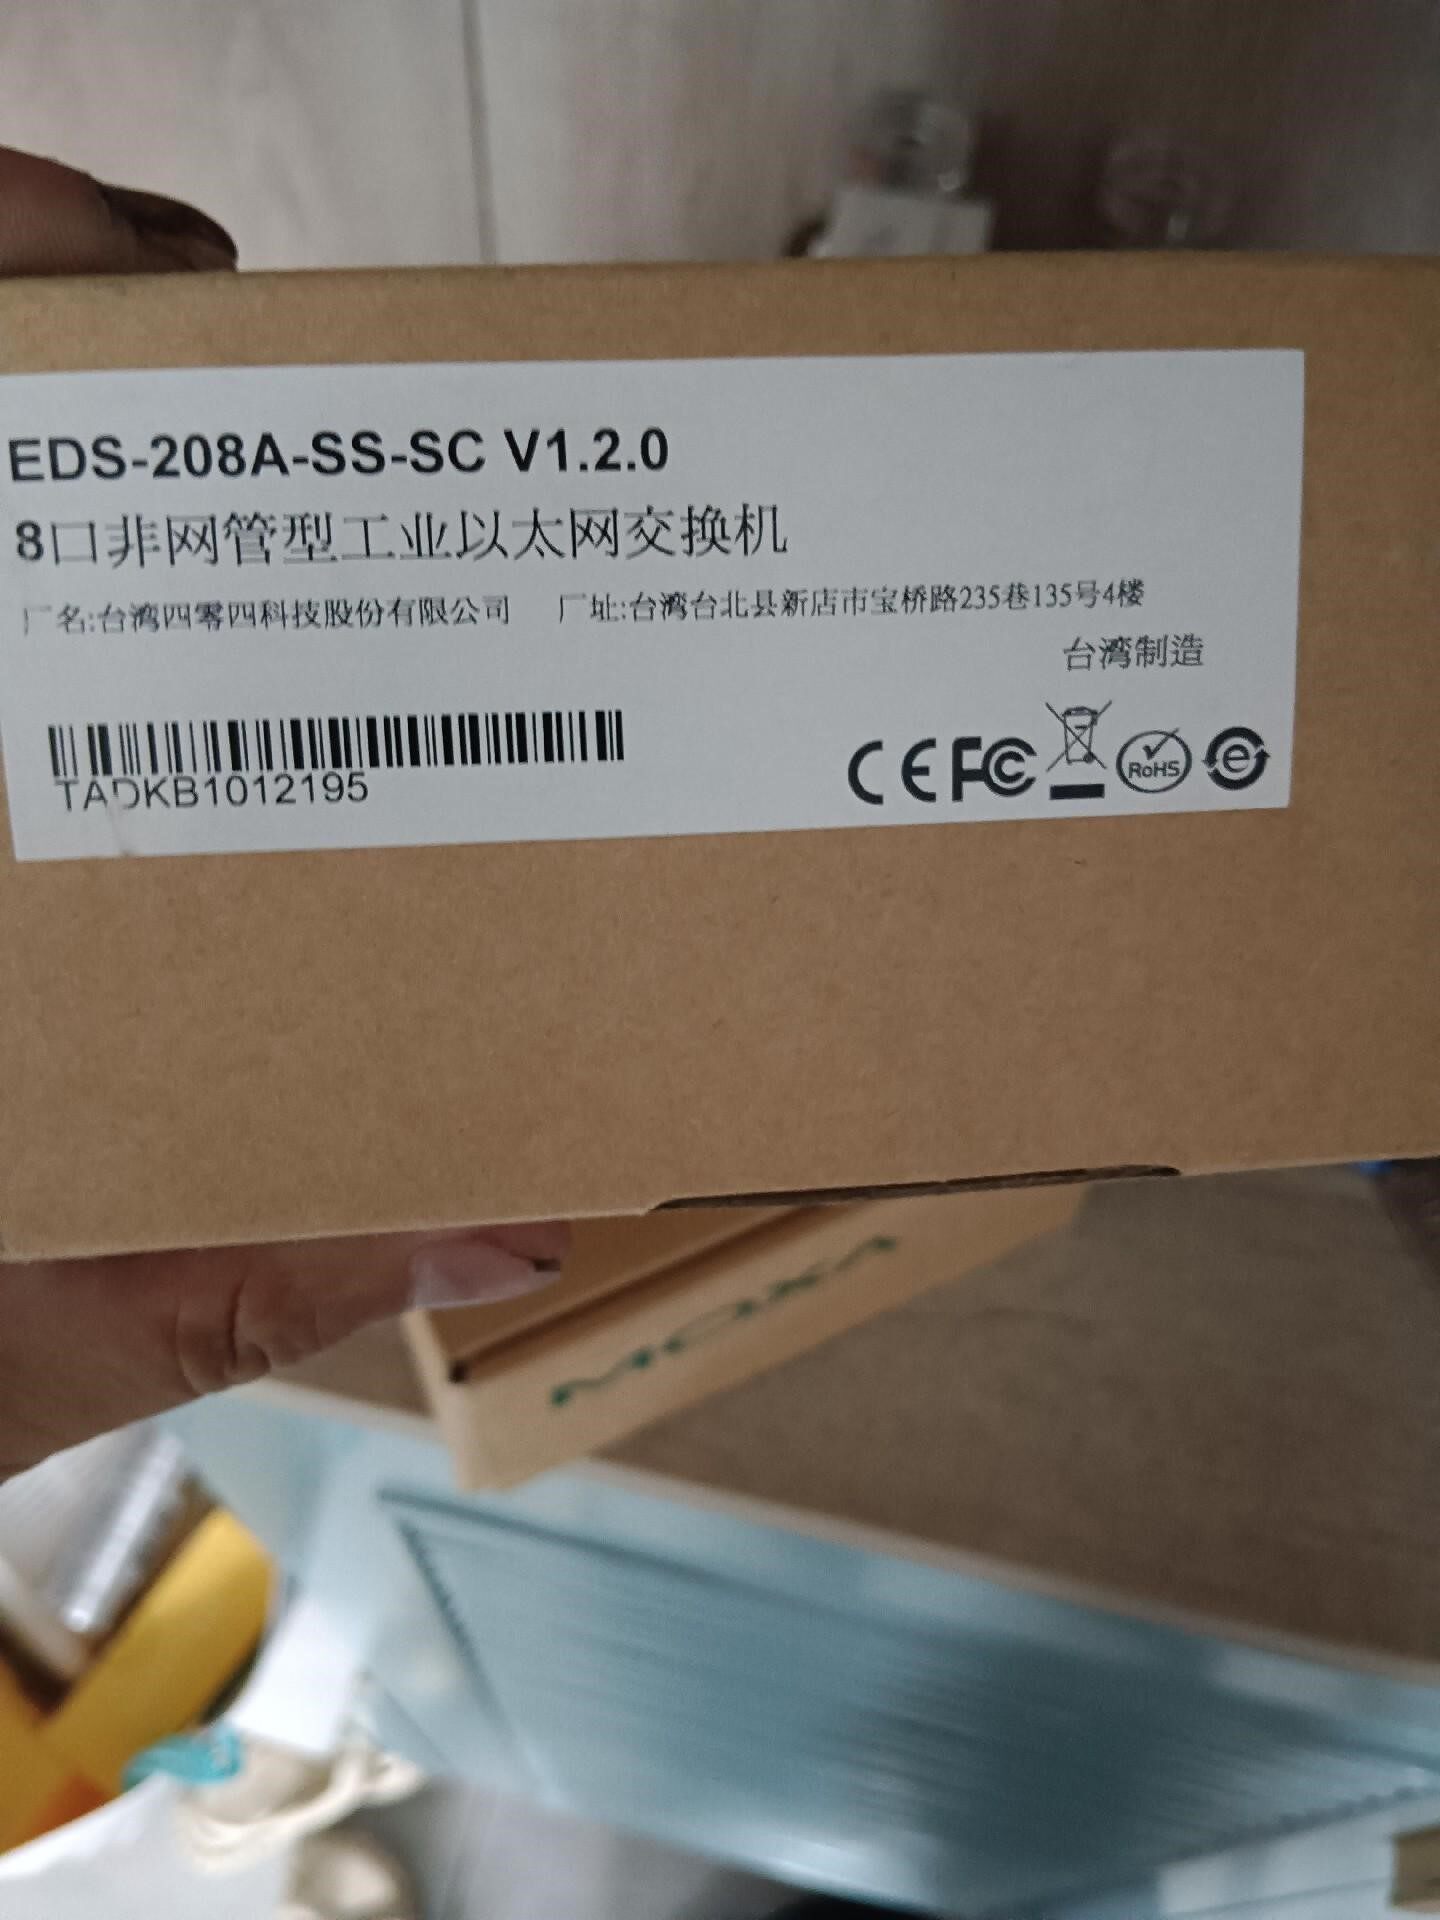 EDS-208A-SS-SC V1.2.0
8口非网管型工业以太网交换机
厂名:台湾四零四科技股份有限公司 厂址:台湾台北县新店市宝桥路235巷135号4楼
台湾制造
TADKB1012195
CE FC RoHS e
MOXA